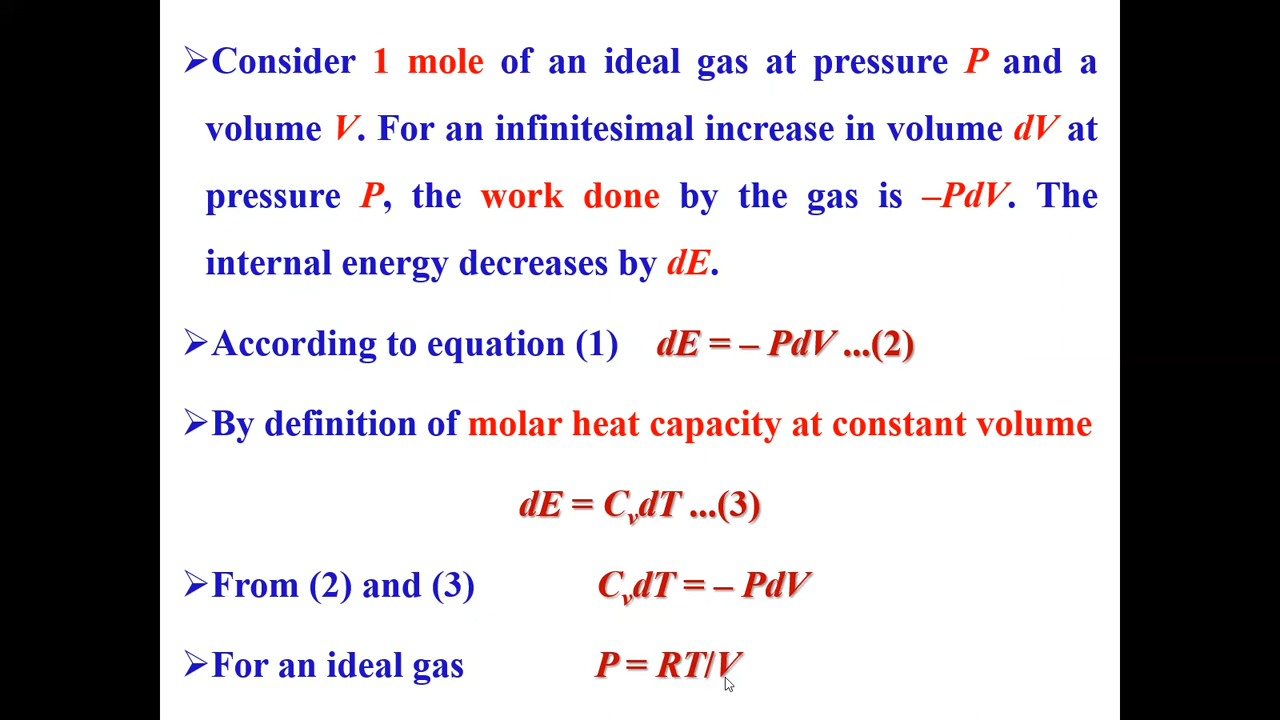 ➢Consider 1 mole of an ideal gas at pressure P and a
volume V. For an infinitesimal increase in volume dV at
pressure P, the work done by the gas is –PdV. The
internal energy decreases by dE.
➢According to equation (1) dE = – PdV ...(2)
➢By definition of molar heat capacity at constant volume
dE = CvdT ...(3)
➢From (2) and (3) CvdT = – PdV
➢For an ideal gas P = RT/V